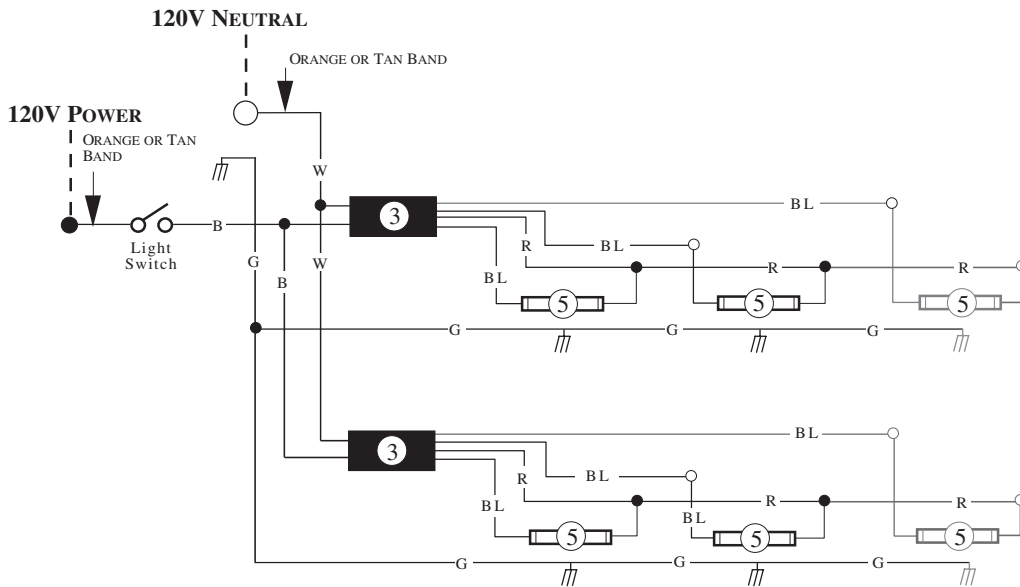 120V NEUTRAL
ORANGE OR TAN BAND
120V POWER
ORANGE OR TAN
BAND
W
3
BL
B
R
BL
Light
Switch
G
W
BL
R
R
B
5
5
5
G
G
G
BL
3
BL
R
BL
R
R
BL
5
5
5
G
G
G